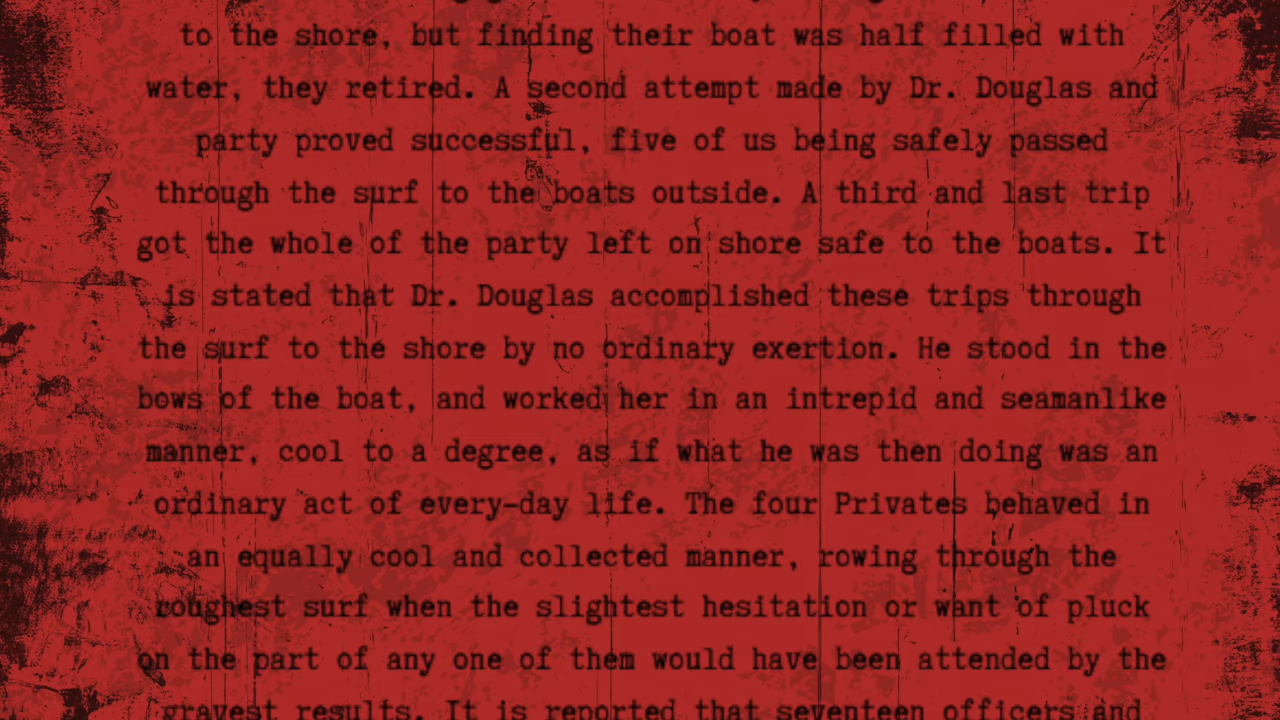 to the shore, but finding their boat was half filled with
water, they retired. A second attempt made by Dr. Douglas and
party proved successful, five of us being safely passed
through the surf to the boats outside. A third and last trip
got the whole of the party left on shore safe to the boats. It
is stated that Dr. Douglas accomplished these trips through
the surf to the shore by no ordinary exertion. He stood in the
bows of the boat, and worked her in an intrepid and seamanlike
manner, cool to a degree, as if what he was then doing was an
ordinary act of every-day life. The four Privates behaved in
an equally cool and collected manner, rowing through the
roughest surf when the slightest hesitation or want of pluck
on the part of any one of them would have been attended by the
gravest results. It is reported that seventeen officers and